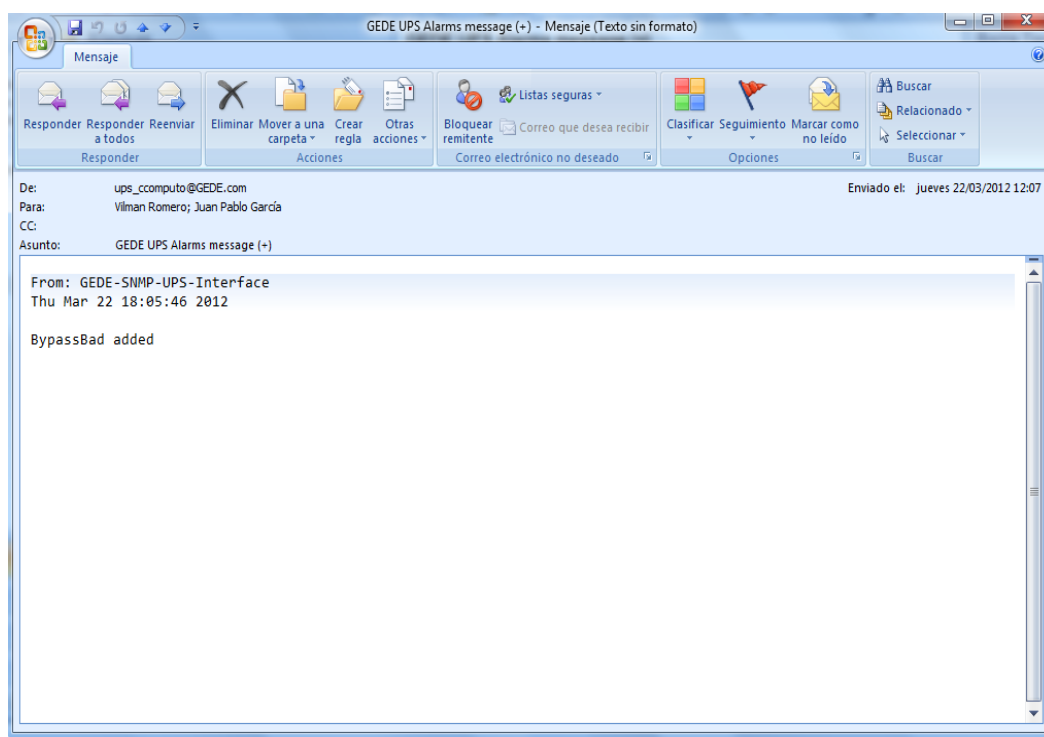 GEDE UPS Alarms message (+) - Mensaje (Texto sin formato)
Mensaje
Responder Responder a todos Reenviar
Responder
Eliminar Mover a una carpeta Crear regla Otras acciones
Acciones
Bloquear remitente Listas seguras Correo que desea recibir
Correo electrónico no deseado
Clasificar Seguimiento Marcar como no leído
Opciones
Buscar
Relacionado
Seleccionar
Buscar
De: ups_ccomputo@GEDE.com Enviado el: jueves 22/03/2012 12:07
Para: Vilman Romero; Juan Pablo García
CC:
Asunto: GEDE UPS Alarms message (+)
From: GEDE-SNMP-UPS-Interface
Thu Mar 22 18:05:46 2012
BypassBad added